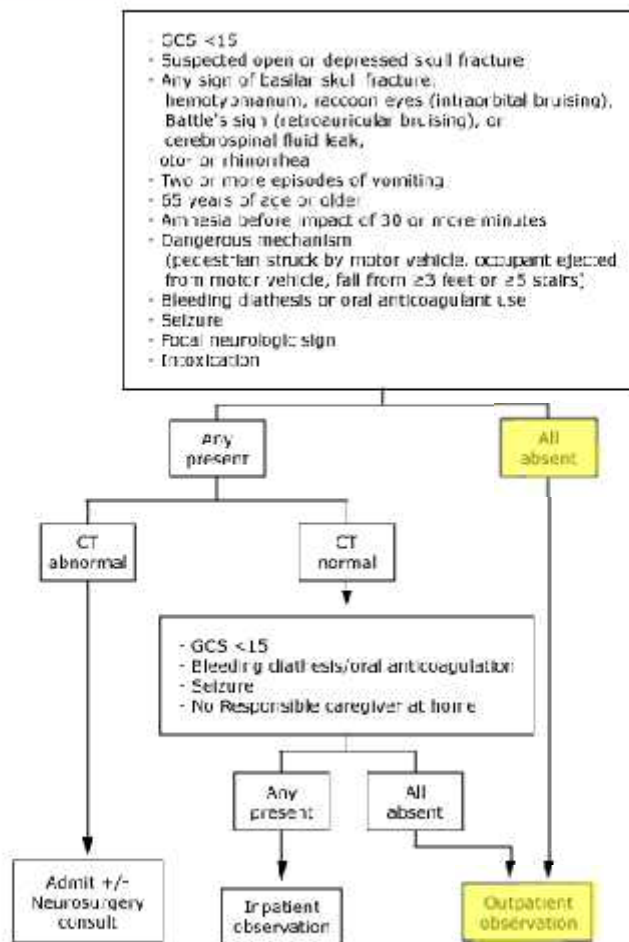 - GCS <15
- Suspected open or depressed skull fracture
- Any sign of basilar skull fracture,
hemotympanum, raccoon eyes (intraorbital bruising),
Battle's sign (retroauricular bruising), or
cerebrospinal fluid leak,
oto- or rhinorrhea
- Two or more episodes of vomiting
- 65 years of age or older
- Amnesia before impact of 30 or more minutes
- Dangerous mechanism
(pedestrian struck by motor vehicle, occupant ejected
from motor vehicle, fall from ≥3 feet or ≥5 stairs)
- Bleeding diathesis or oral anticoagulant use
- Seizure
- Focal neurologic sign
- Intoxication
Any
present
All
absent
CT
abnormal
CT
normal
- GCS <15
- Bleeding diathesis/oral anticoagulation
- Seizure
- No Responsible caregiver at home
Any
present
All
absent
Admit +/-
Neurosurgery
consult
Inpatient
observation
Outpatient
observation